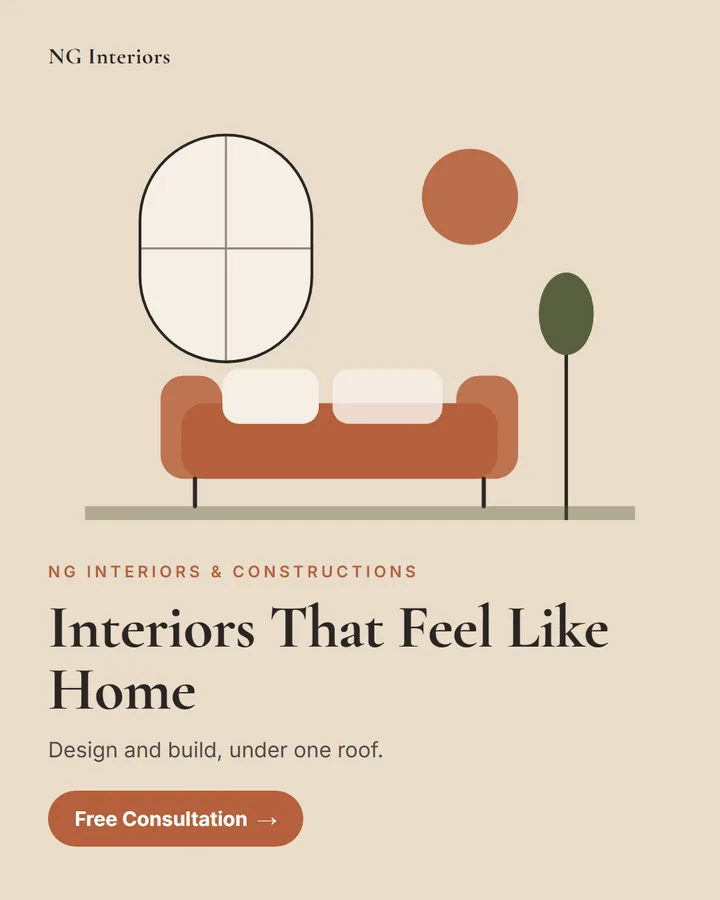 NG Interiors
NG INTERIORS & CONSTRUCTIONS
Interiors That Feel Like
Home
Design and build, under one roof.
Free Consultation →